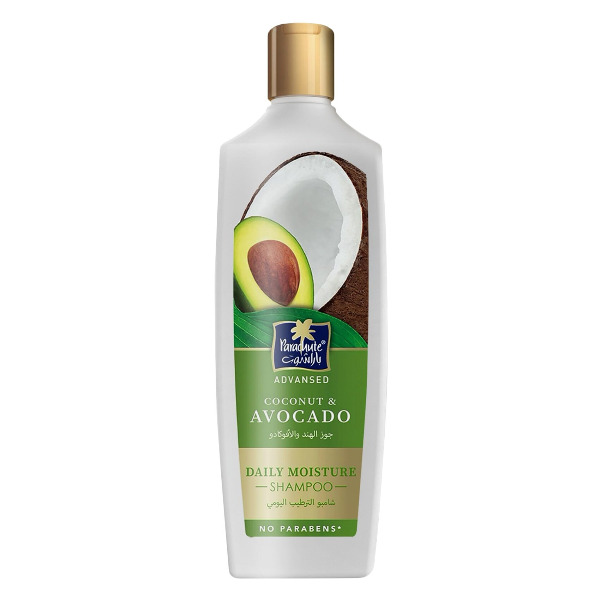 Parachute®
باراشوت
ADVANSED
COCONUT &
AVOCADO
جوز الهند والأفوكادو
DAILY MOISTURE
SHAMPOO
شامبو الترطيب اليومي
NO PARABENS*